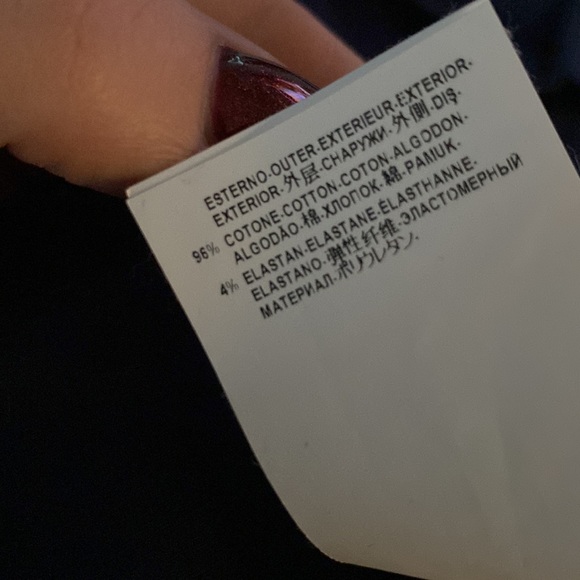 ESTERNO-OUTER-EXTERIEUR-EXTERIOR-
EXTERIOR-外层-СНАРУЖИ-外側-DIŞ-
96% COTONE-COTTON-COTON-ALGODON-
ALGODÃO-棉-ХЛОПОК-綿-PAMUK-
4% ELASTAN-ELASTANE-ELASTHANNE-
ELASTANO-弹性纤维-ЭЛАСТОМЕРНЫЙ
МАТЕРИАЛ-ポリウレタン-